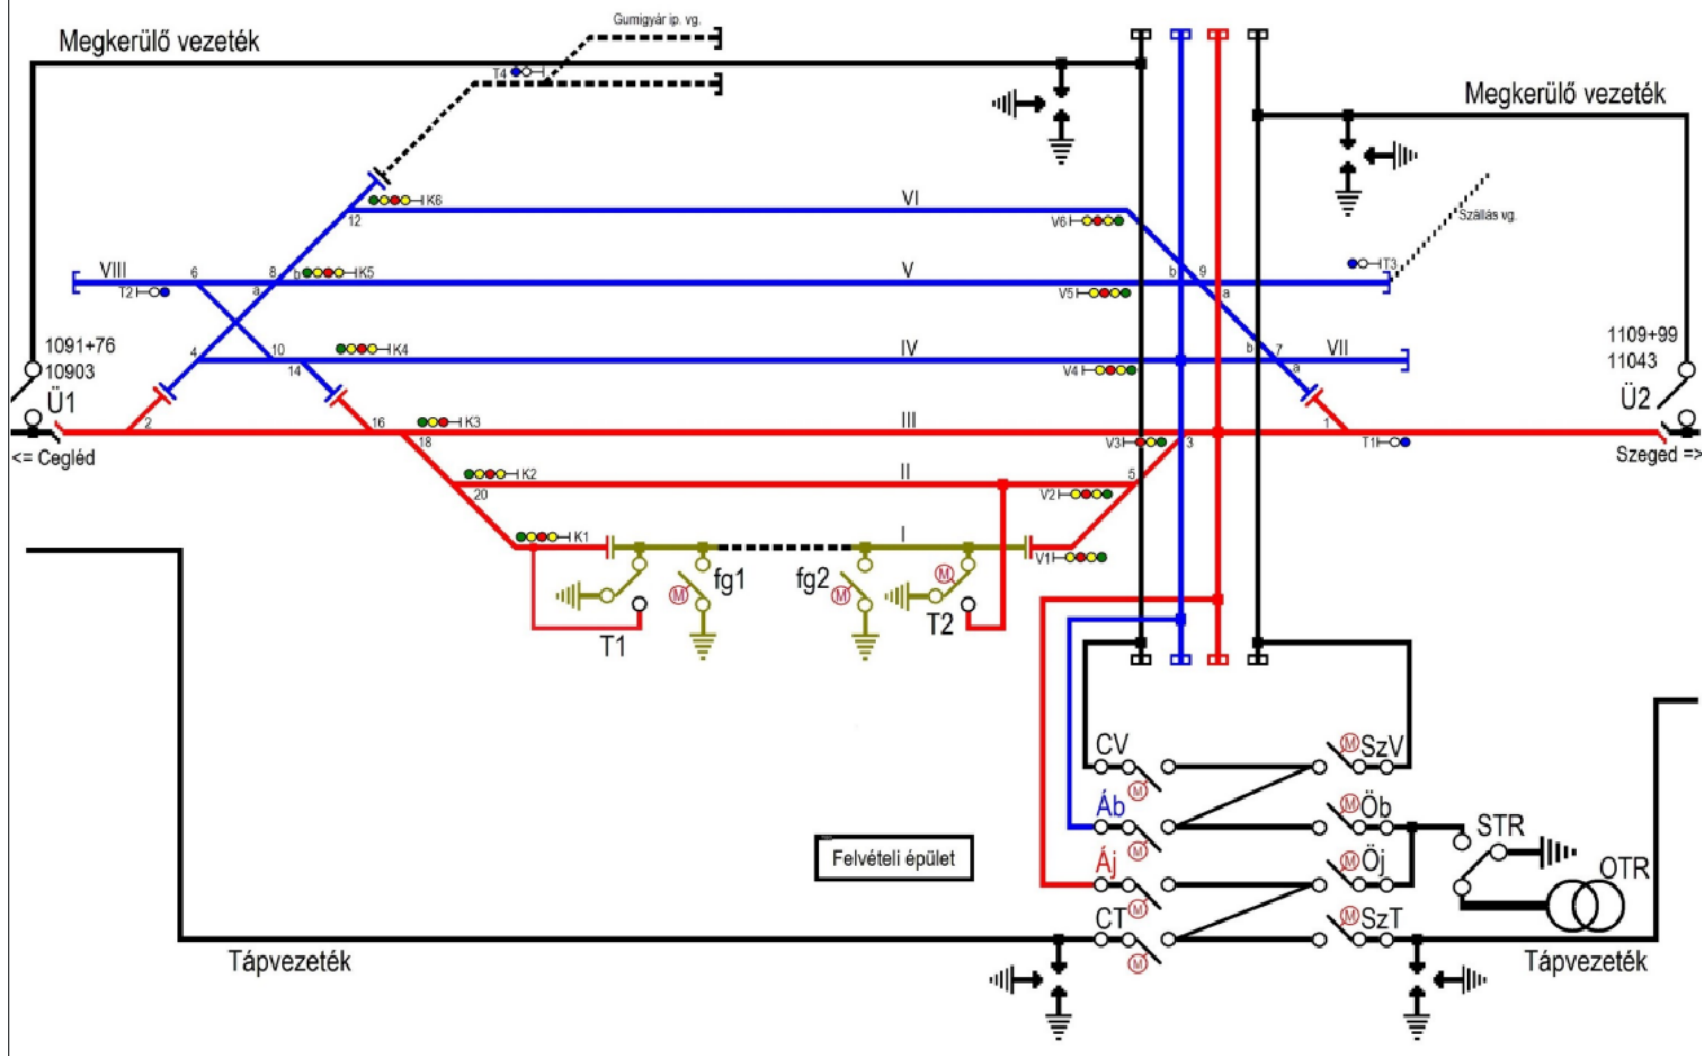 Gumigyár ip. vg.
Megkerülő vezeték
T4
Megkerülő vezeték
K6
12
VI
V6
Szállás vg.
VIII
6
8
b
K5
V
b
9
T3
T2
a
V5
a
1091+76
10903
Ü1
4
10
14
K4
IV
V4
b
7
a
VII
1109+99
11043
Ü2
2
16
18
K3
III
V3
3
1
T1
<= Cegléd
Szeged =>
K2
20
II
V2
5
K1
I
V1
fg1
fg2
M
M
M
T1
T2
CV
M
M
SzV
Áb
M
M
Öb
STR
Felvételi épület
Áj
M
M
Öj
OTR
CT
M
M
SzT
Tápvezeték
Tápvezeték